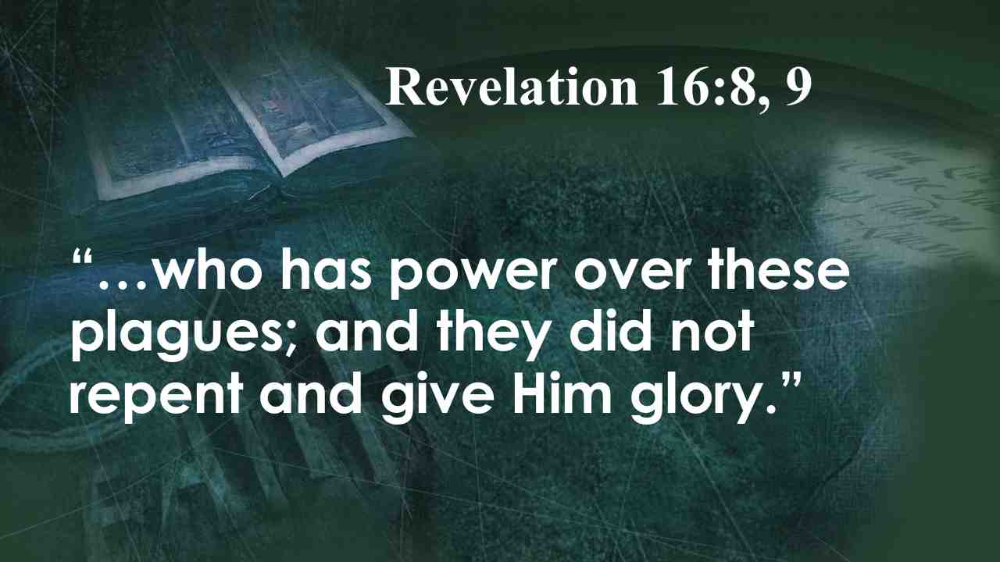 Revelation 16:8, 9
“…who has power over these
plagues; and they did not
repent and give Him glory.”